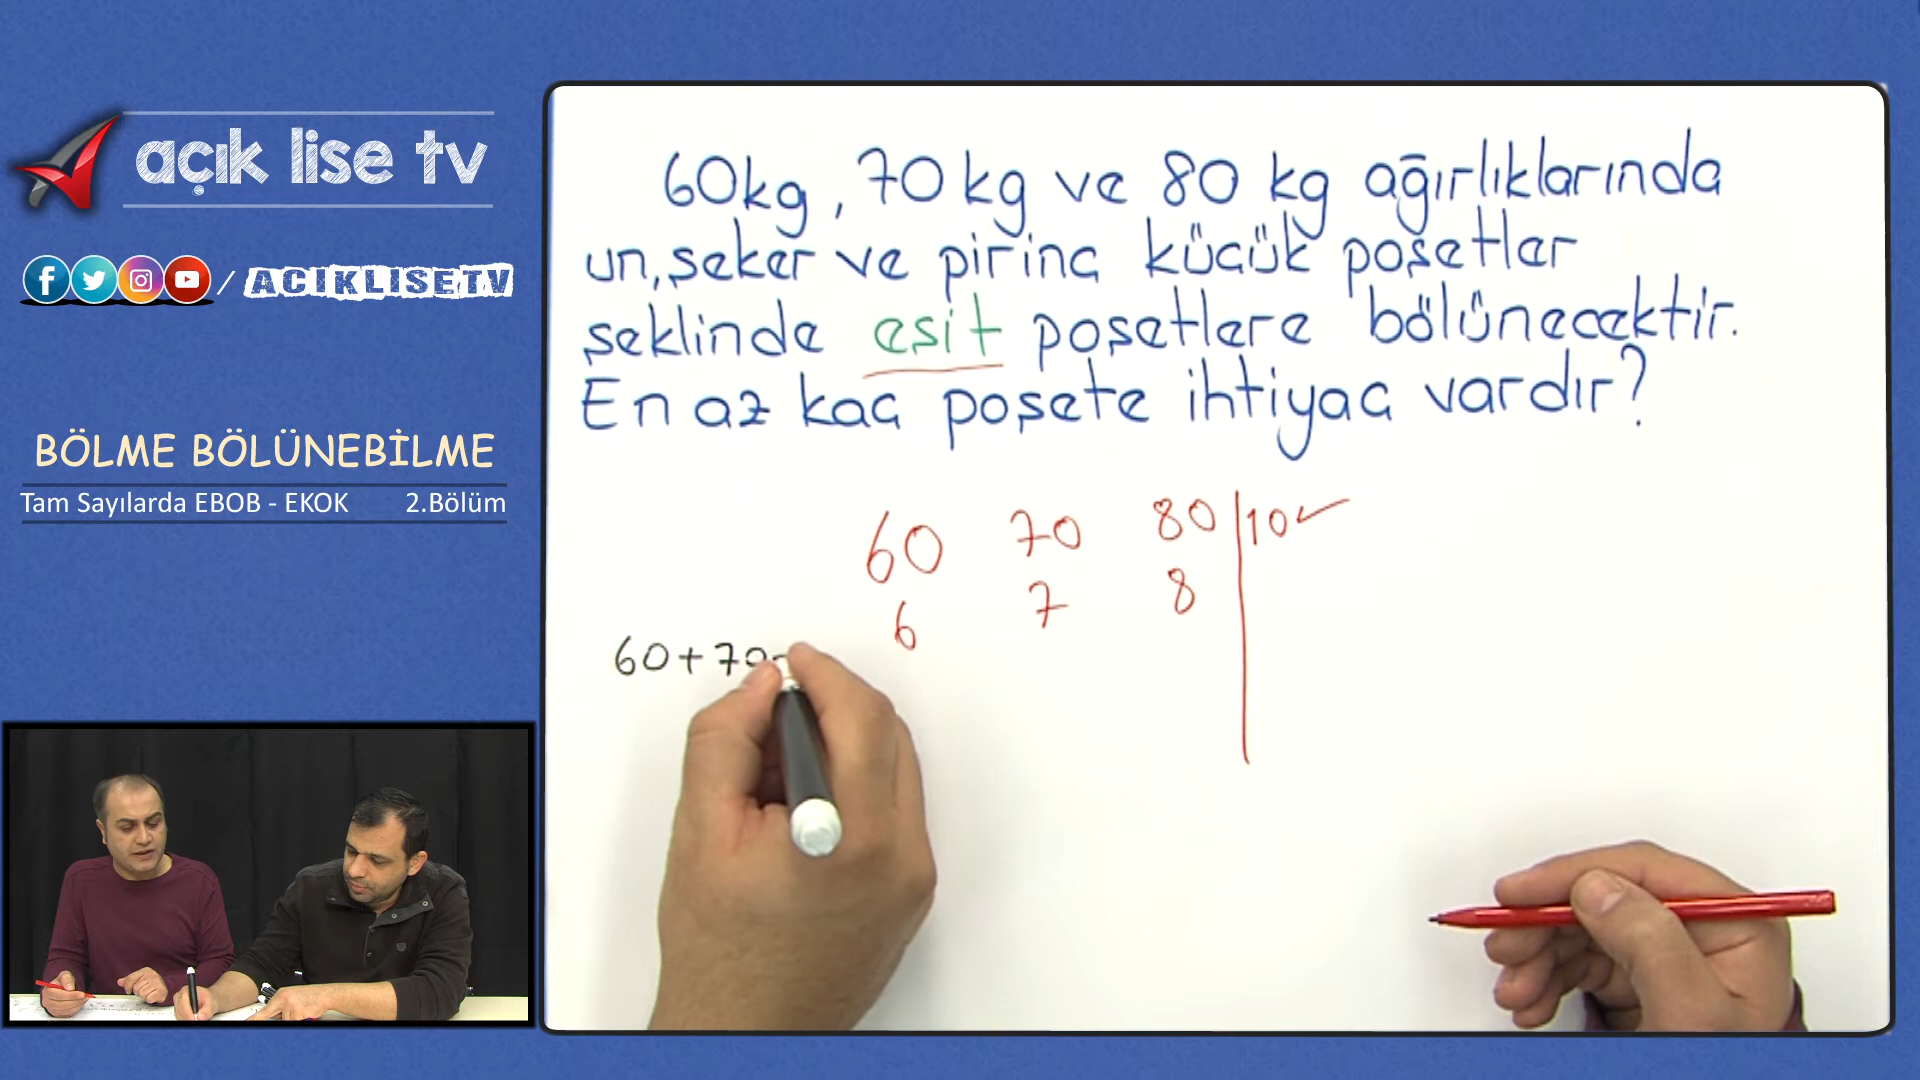 açık lise tv
f / ACIKLISETV
BÖLME BÖLÜNEBİLME
Tam Sayılarda EBOB - EKOK 2.Bölüm
60kg, 70 kg ve 80 kg ağırlıklarında
un, şeker ve pirinç küçük poşetler
şeklinde eşit poşetlere bölünecektir.
En az kaç poşete ihtiyaç vardır?
60 70 80 10
6 7 8
60+70